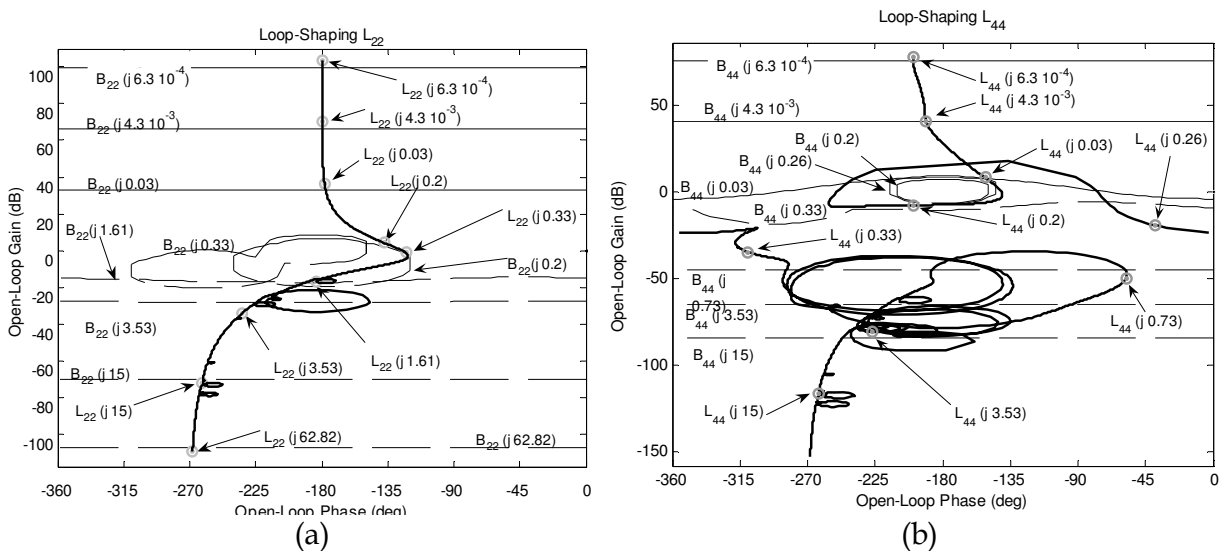 Loop-Shaping L22
Open-Loop Gain (dB)
100
80
60
40
20
0
-20
-40
-60
-80
-100
B22 (j 6.3 10-4)
L22 (j 6.3 10-4)
B22 (j 4.3 10-3)
L22 (j 4.3 10-3)
L22 (j 0.03)
B22 (j 0.03)
L22 (j 0.2)
L22 (j 0.33)
B22(j1.61)
B22 (j 0.33)
B22 (j 0.2)
B22 (j 3.53)
L22 (j 3.53)
L22 (j 1.61)
B22 (j 15)
L22 (j 15)
L22 (j 62.82)
B22 (j 62.82)
-360 -315 -270 -225 -180 -135 -90 -45 0
Open-Loop Phase (deg)
(a)
Loop-Shaping L44
Open-Loop Gain (dB)
50
0
-50
-100
-150
B44 (j 6.3 10-4)
L44 (j 6.3 10-4)
B44 (j 4.3 10-3)
L44 (j 4.3 10-3)
B44 (j 0.2)
B44 (j 0.26)
L44 (j 0.03)
L44 (j 0.26)
B44 (j 0.03)
B44 (j 0.33)
L44 (j 0.2)
L44 (j 0.33)
B44 (j
0.73)
B44 (j 3.53)
L44 (j 0.73)
B44 (j 15)
L44 (j 15)
L44 (j 3.53)
-360 -315 -270 -225 -180 -135 -90 -45 0
Open-Loop Phase (deg)
(b)